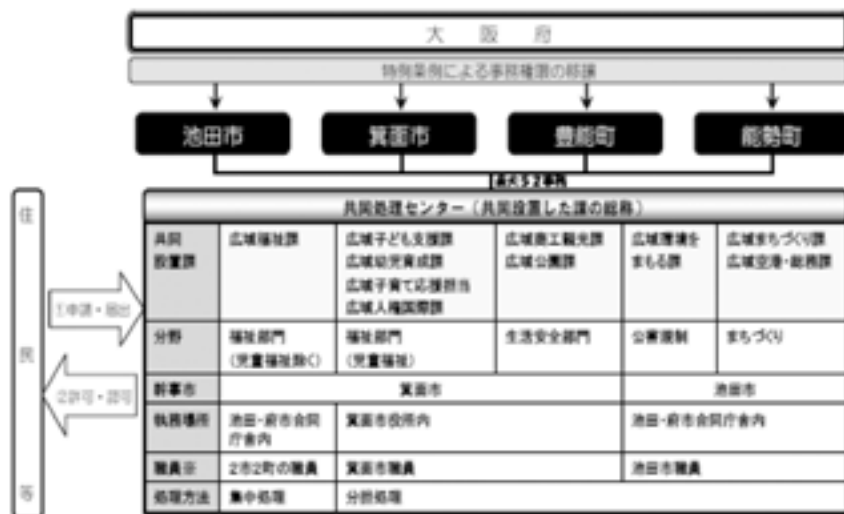 大阪府
特例条例による事務権限の移譲
池田市 箕面市 豊能町 能勢町
最大52事務
共同処理センター（共同設置した課の総称）
住民等
①申請・届出
②許可・認可
共同設置課 広域福祉課 広域子ども支援課 広域商工観光課 広域環境をまもる課 広域まちづくり課
広域幼児育成課 広域公園課 広域空港・総務課
広域子育て応援担当
広域人権国際課
分野 福祉部門（児童福祉除く） 福祉部門（児童福祉） 生活安全部門 公害規制 まちづくり
幹事市 箕面市 池田市
執務場所 池田・府市合同庁舎内 箕面市役所内 池田・府市合同庁舎内
職員※ 2市2町の職員 箕面市職員 池田市職員
処理方法 集中処理 分担処理